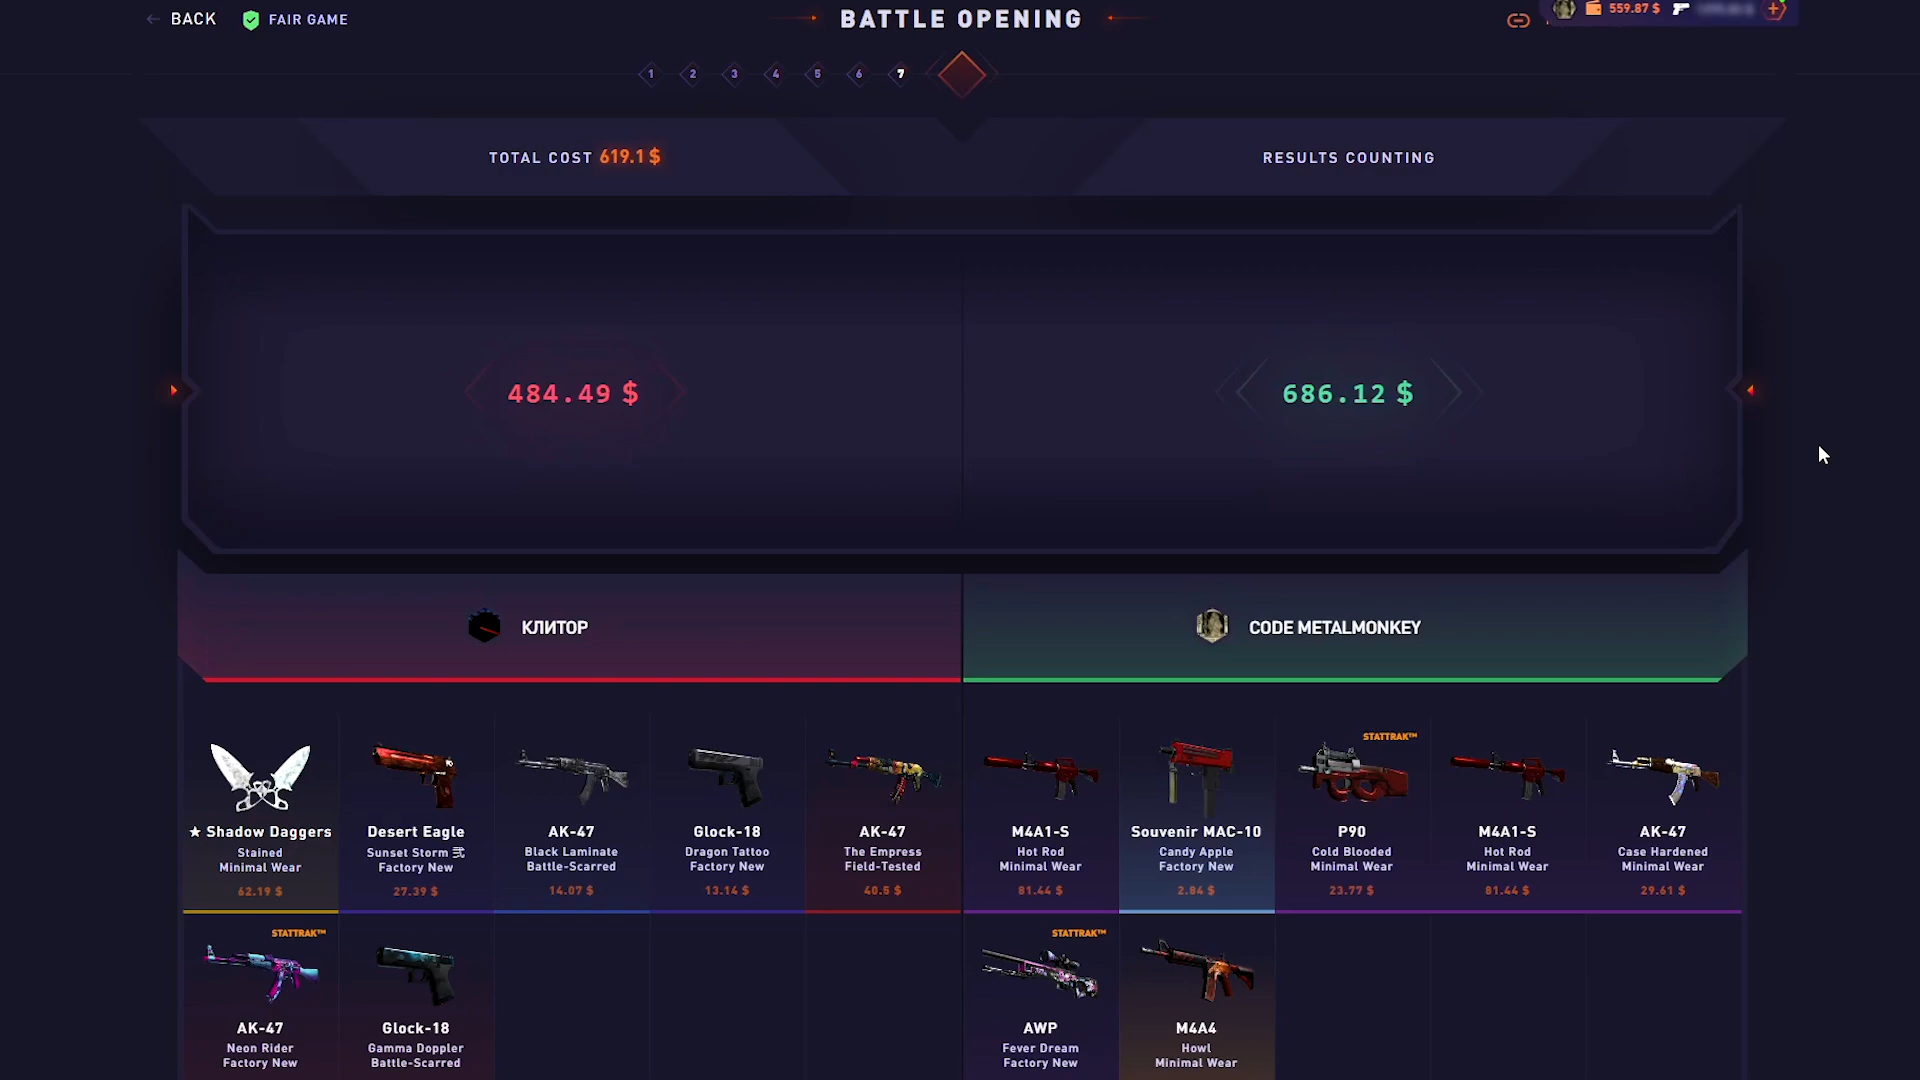 BACK
FAIR GAME
BATTLE OPENING
559.87 $
1 2 3 4 5 6 7
TOTAL COST 619.1 $
RESULTS COUNTING
484.49 $
686.12 $
КЛИТОР
CODE METALMONKEY
★ Shadow Daggers
Stained
Minimal Wear
62.19 $
Desert Eagle
Sunset Storm 弐
Factory New
27.39 $
AK-47
Black Laminate
Battle-Scarred
14.07 $
Glock-18
Dragon Tattoo
Factory New
13.14 $
AK-47
The Empress
Field-Tested
40.5 $
M4A1-S
Hot Rod
Minimal Wear
81.44 $
Souvenir MAC-10
Candy Apple
Factory New
2.84 $
STATTRAK™
P90
Cold Blooded
Minimal Wear
23.77 $
M4A1-S
Hot Rod
Minimal Wear
81.44 $
AK-47
Case Hardened
Minimal Wear
29.61 $
STATTRAK™
AK-47
Neon Rider
Factory New
Glock-18
Gamma Doppler
Battle-Scarred
STATTRAK™
AWP
Fever Dream
Factory New
M4A4
Howl
Minimal Wear